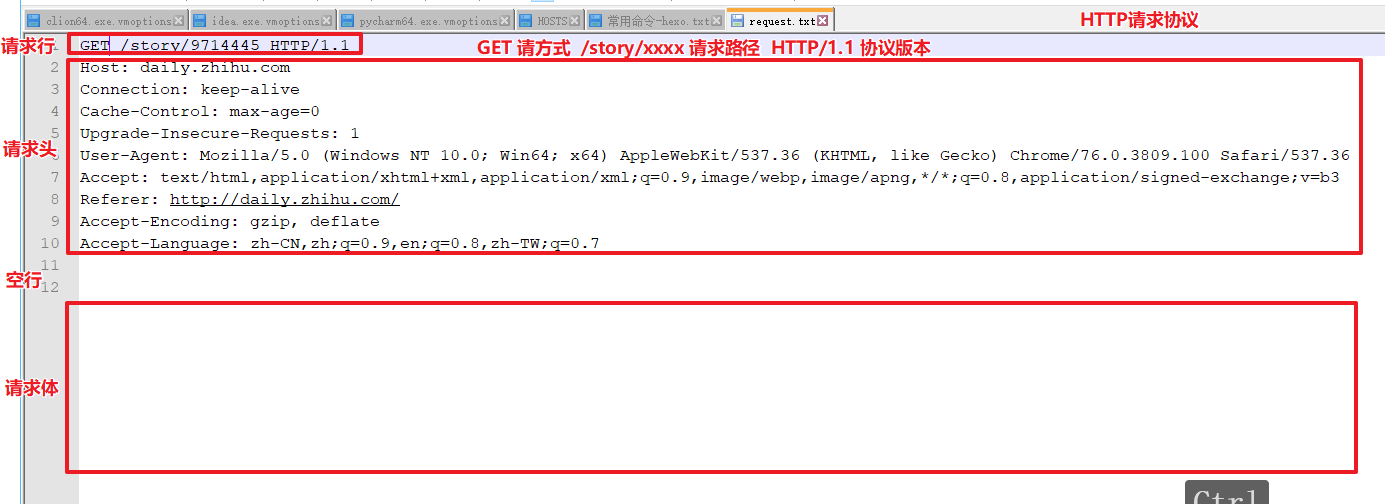 clion64.exe.vmoptions idea.exe.vmoptions pycharm64.exe.vmoptions HOSTS 常用命令-hexo.txt request.txt HTTP请求协议
请求行 GET /story/9714445 HTTP/1.1 GET 请方式 /story/xxxx 请求路径 HTTP/1.1 协议版本
2 Host: daily.zhihu.com
3 Connection: keep-alive
4 Cache-Control: max-age=0
5 Upgrade-Insecure-Requests: 1
请求头 User-Agent: Mozilla/5.0 (Windows NT 10.0; Win64; x64) AppleWebKit/537.36 (KHTML, like Gecko) Chrome/76.0.3809.100 Safari/537.36
7 Accept: text/html,application/xhtml+xml,application/xml;q=0.9,image/webp,image/apng,*/*;q=0.8,application/signed-exchange;v=b3
8 Referer: http://daily.zhihu.com/
9 Accept-Encoding: gzip, deflate
10 Accept-Language: zh-CN,zh;q=0.9,en;q=0.8,zh-TW;q=0.7
11
空行
12
请求体
Ctrl